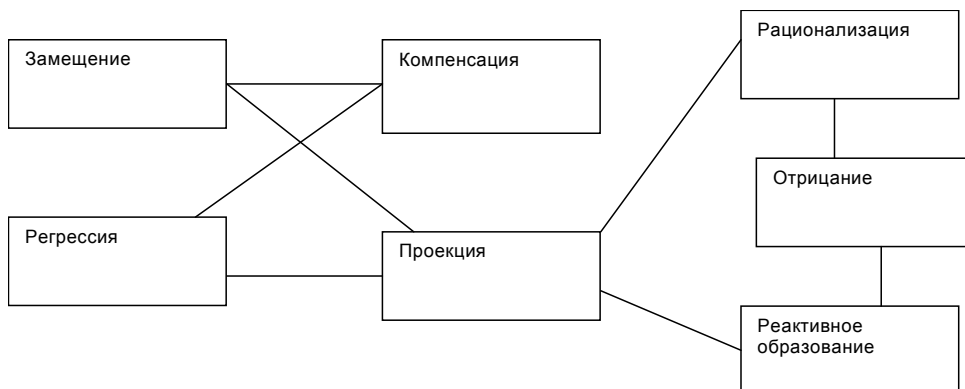 Замещение
Компенсация
Рационализация
Отрицание
Регрессия
Проекция
Реактивное
образование